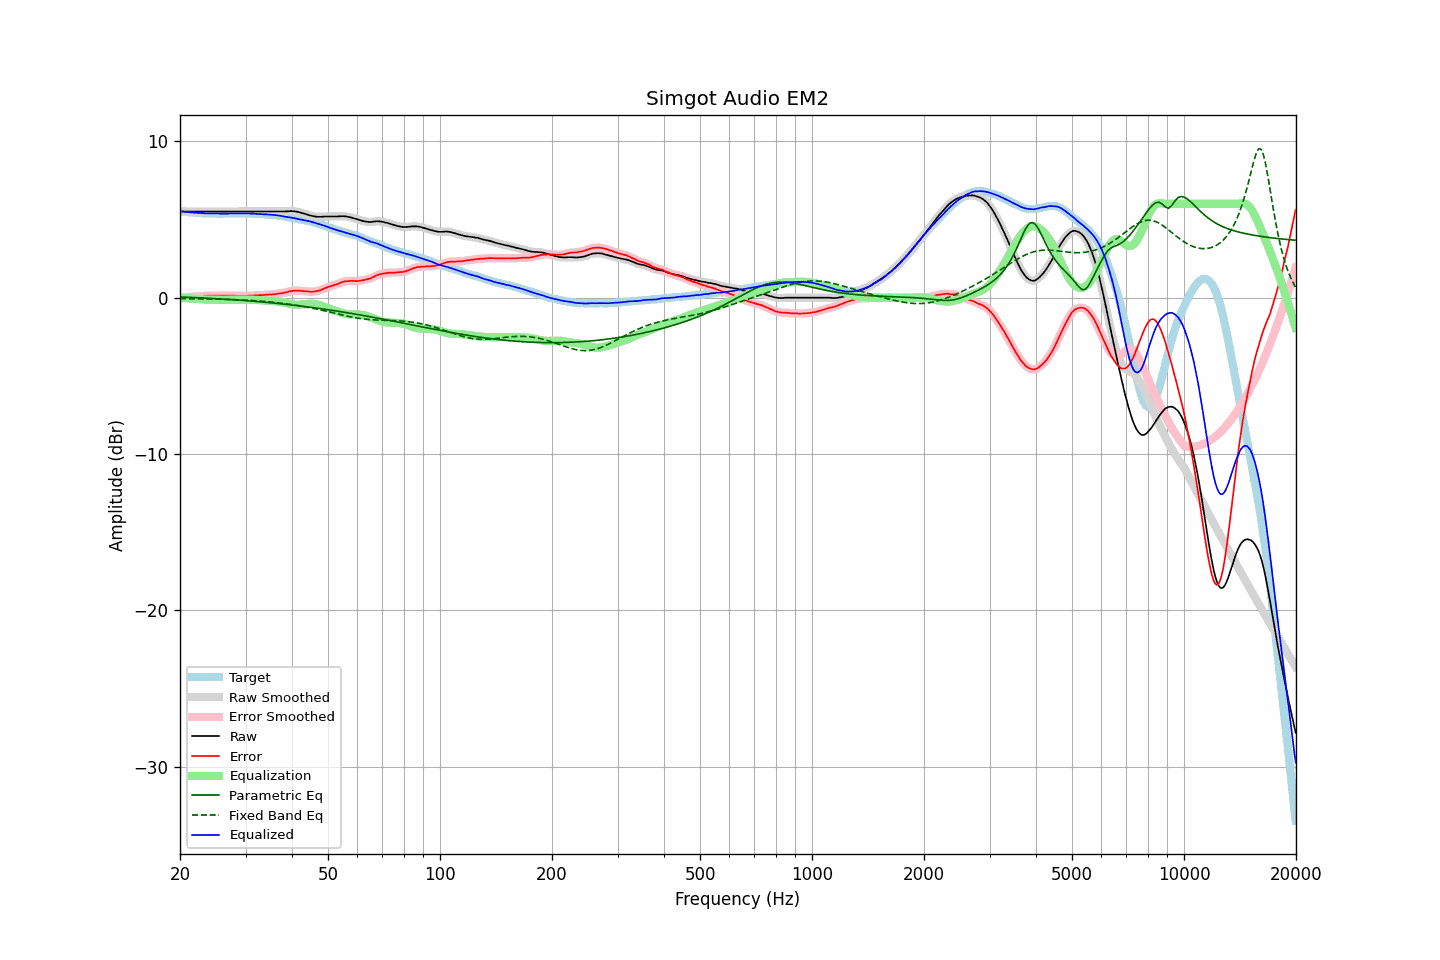 Simgot Audio EM2
10
0
−10
−20
−30
Amplitude (dBr)
Target
Raw Smoothed
Error Smoothed
Raw
Error
Equalization
Parametric Eq
Fixed Band Eq
Equalized
20 50 100 200 500 1000 2000 5000 10000 20000
Frequency (Hz)